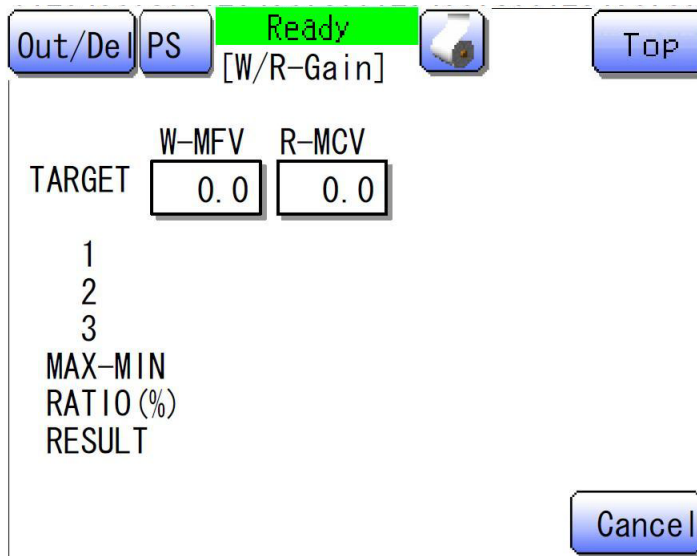 Out/Del PS Ready Top
[W/R-Gain]
W-MFV R-MCV
TARGET 0.0 0.0
1
2
3
MAX-MIN
RATIO(%)
RESULT
Cancel